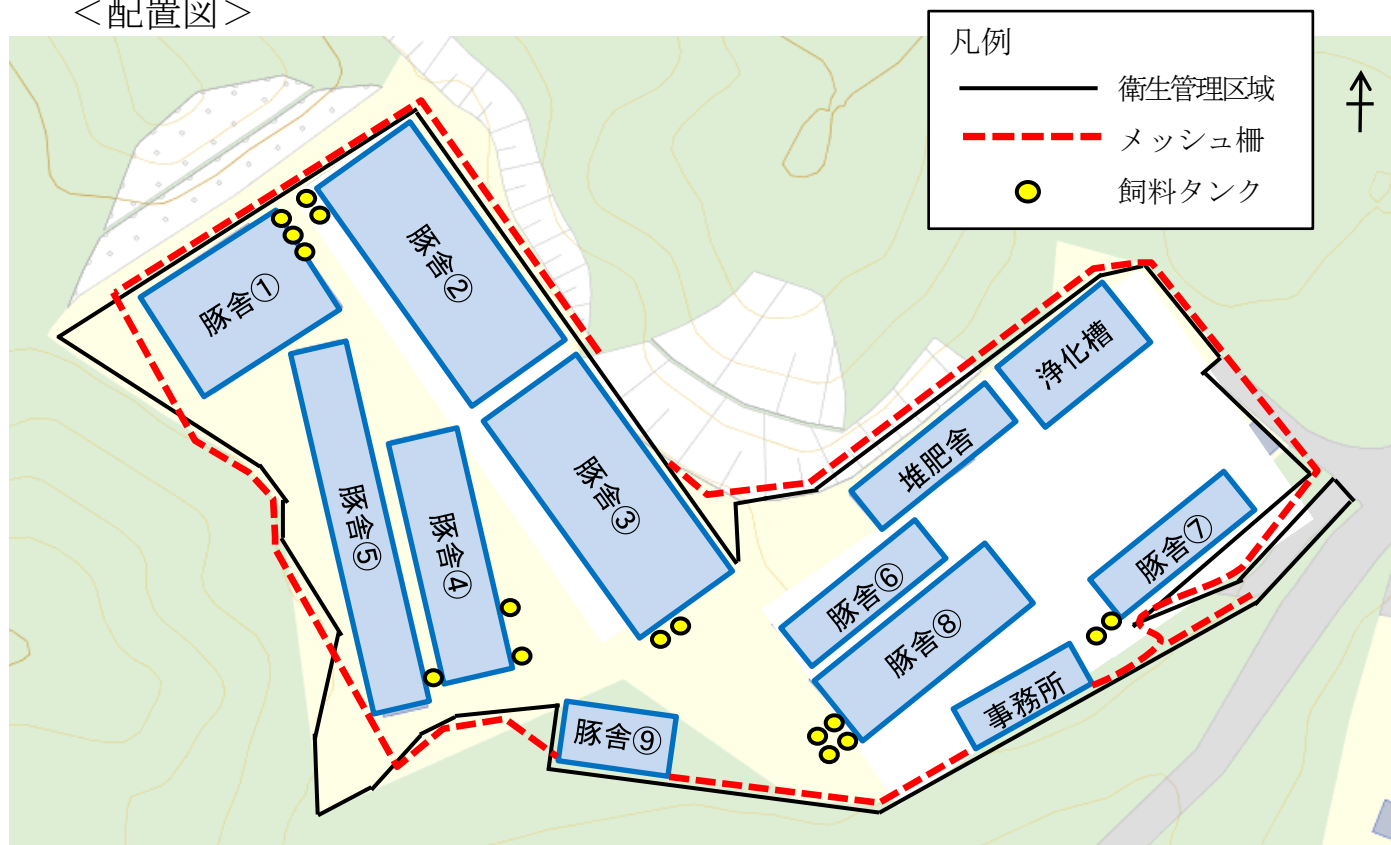 ＜配置図＞
凡例
衛生管理区域
メッシュ柵
飼料タンク
豚舎①
豚舎②
豚舎③
豚舎④
豚舎⑤
浄化槽
堆肥舎
豚舎⑥
豚舎⑦
豚舎⑧
事務所
豚舎⑨